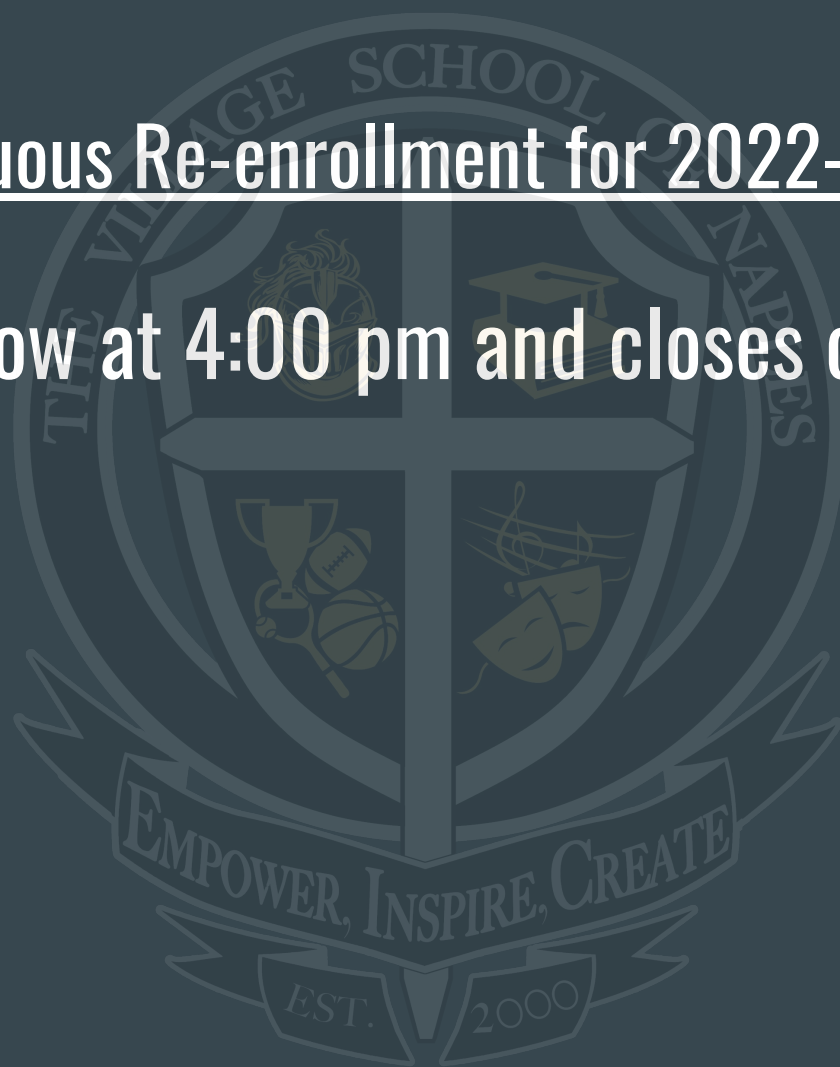 THE VILLAGE SCHOOL OF NAPLES
uous Re-enrollment for 2022-
ow at 4:00 pm and closes
EMPOWER, INSPIRE, CREATE
EST. 2000